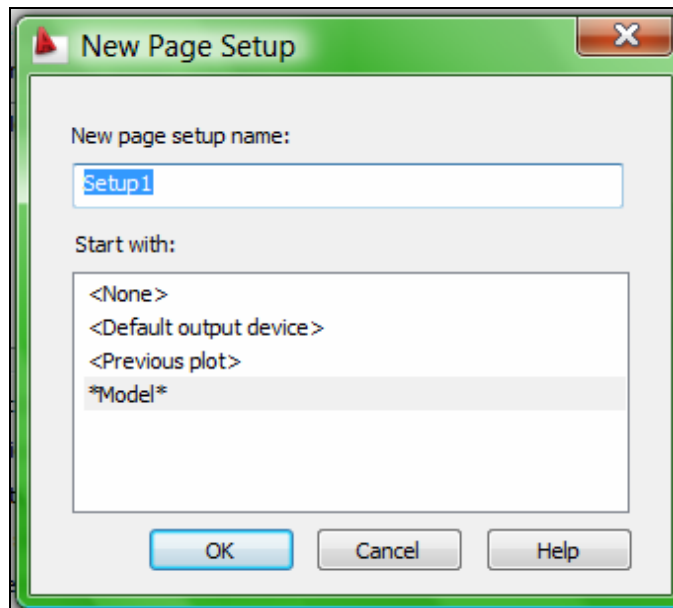 New Page Setup
New page setup name:
Setup1
Start with:
<None>
<Default output device>
<Previous plot>
*Model*
OK Cancel Help